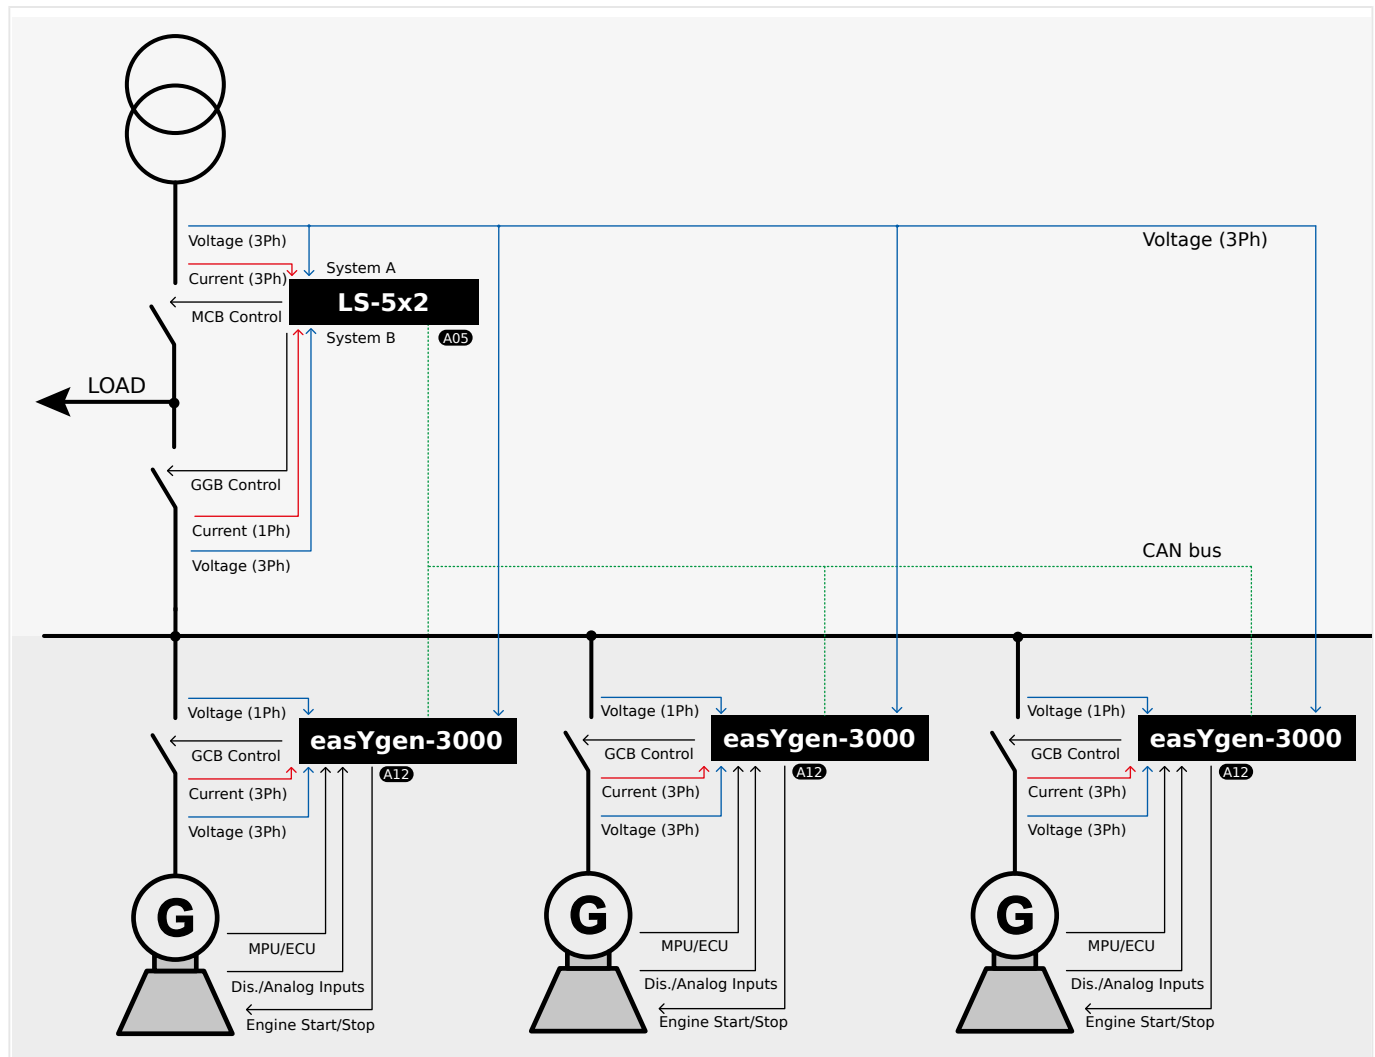 Voltage (3Ph)
Voltage (3Ph)
System A
Current (3Ph)
LS-5x2
MCB Control
System B
A05
LOAD
GGB Control
Current (1Ph)
CAN bus
Voltage (3Ph)
Voltage (1Ph)
easYgen-3000
GCB Control
A12
Current (3Ph)
Voltage (3Ph)
G
MPU/ECU
Dis./Analog Inputs
Engine Start/Stop
Voltage (1Ph)
easYgen-3000
GCB Control
A12
Current (3Ph)
Voltage (3Ph)
G
MPU/ECU
Dis./Analog Inputs
Engine Start/Stop
Voltage (1Ph)
easYgen-3000
GCB Control
A12
Current (3Ph)
Voltage (3Ph)
G
MPU/ECU
Dis./Analog Inputs
Engine Start/Stop